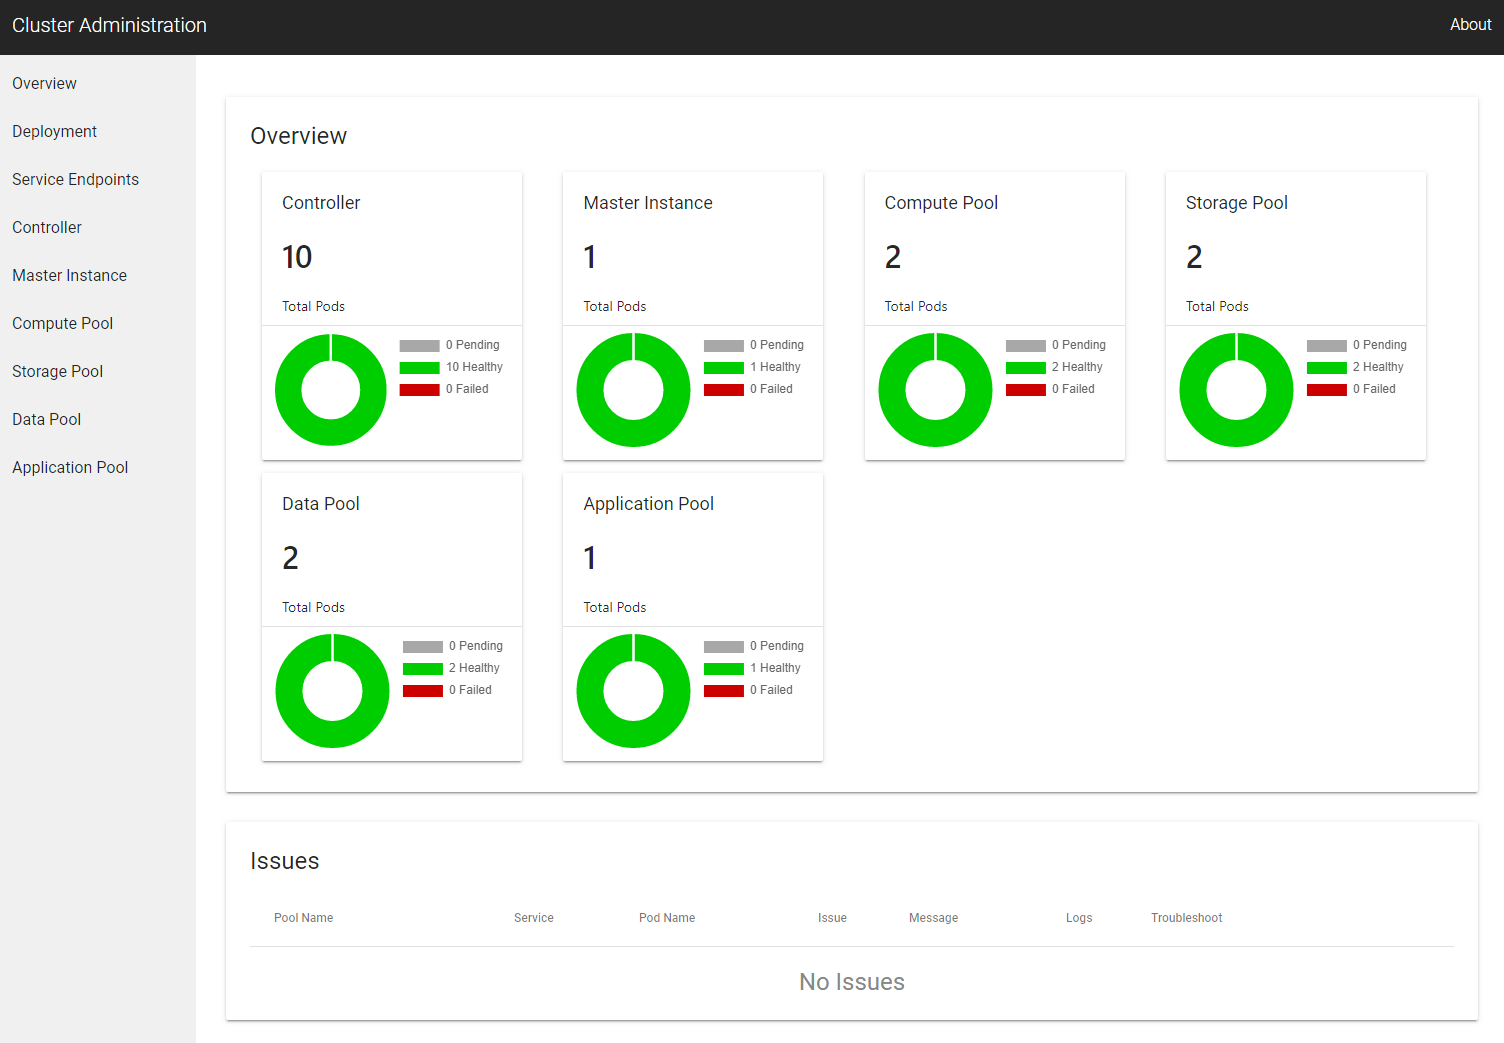 Cluster Administration
About
Overview
Deployment
Service Endpoints
Controller
Master Instance
Compute Pool
Storage Pool
Data Pool
Application Pool
Overview
Controller
10
Total Pods
0 Pending
10 Healthy
0 Failed
Master Instance
1
Total Pods
0 Pending
1 Healthy
0 Failed
Compute Pool
2
Total Pods
0 Pending
2 Healthy
0 Failed
Storage Pool
2
Total Pods
0 Pending
2 Healthy
0 Failed
Data Pool
2
Total Pods
0 Pending
2 Healthy
0 Failed
Application Pool
1
Total Pods
0 Pending
1 Healthy
0 Failed
Issues
Pool Name Service Pod Name Issue Message Logs Troubleshoot
No Issues